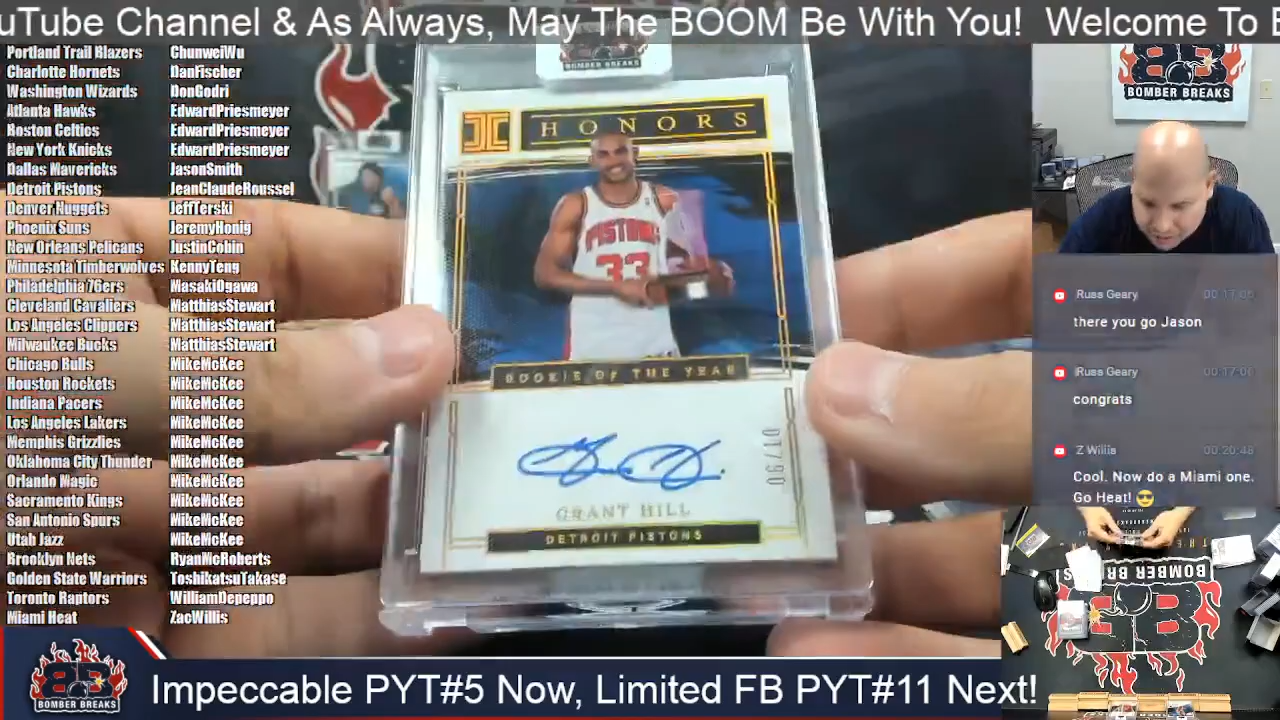 uTube Channel & As Always, May The BOOM Be With You!  Welcome To B
Portland Trail Blazers ChunweiWu
Charlotte Hornets DanFischer
Washington Wizards DonGodri
Atlanta Hawks EdwardPriesmeyer
Boston Celtics EdwardPriesmeyer
New York Knicks EdwardPriesmeyer
Dallas Mavericks JasonSmith
Detroit Pistons JeanClaudeRoussel
Denver Nuggets JeffTerski
Phoenix Suns JeremyHonig
New Orleans Pelicans JustinCobin
Minnesota Timberwolves KennyTeng
Philadelphia 76ers MasakiOgawa
Cleveland Cavaliers MatthiasStewart
Los Angeles Clippers MatthiasStewart
Milwaukee Bucks MatthiasStewart
Chicago Bulls MikeMcKee
Houston Rockets MikeMcKee
Indiana Pacers MikeMcKee
Los Angeles Lakers MikeMcKee
Memphis Grizzlies MikeMcKee
Oklahoma City Thunder MikeMcKee
Orlando Magic MikeMcKee
Sacramento Kings MikeMcKee
San Antonio Spurs MikeMcKee
Utah Jazz MikeMcKee
Brooklyn Nets RyanMcRoberts
Golden State Warriors ToshikatsuTakase
Toronto Raptors WilliamDepeppo
Miami Heat ZacWillis
BOMBER BREAKS
HONORS
PISTONS
33
ROOKIE OF THE YEAR
GRANT HILL
DETROIT PISTONS
BOMBER BREAKS
Russ Geary
there you go Jason
Russ Geary
congrats
Z Willis 00:20:48
Cool. Now do a Miami one.
Go Heat! 😎
BOMBER BR
BB
BOMBER BREAKS
Impeccable PYT#5 Now, Limited FB PYT#11 Next!